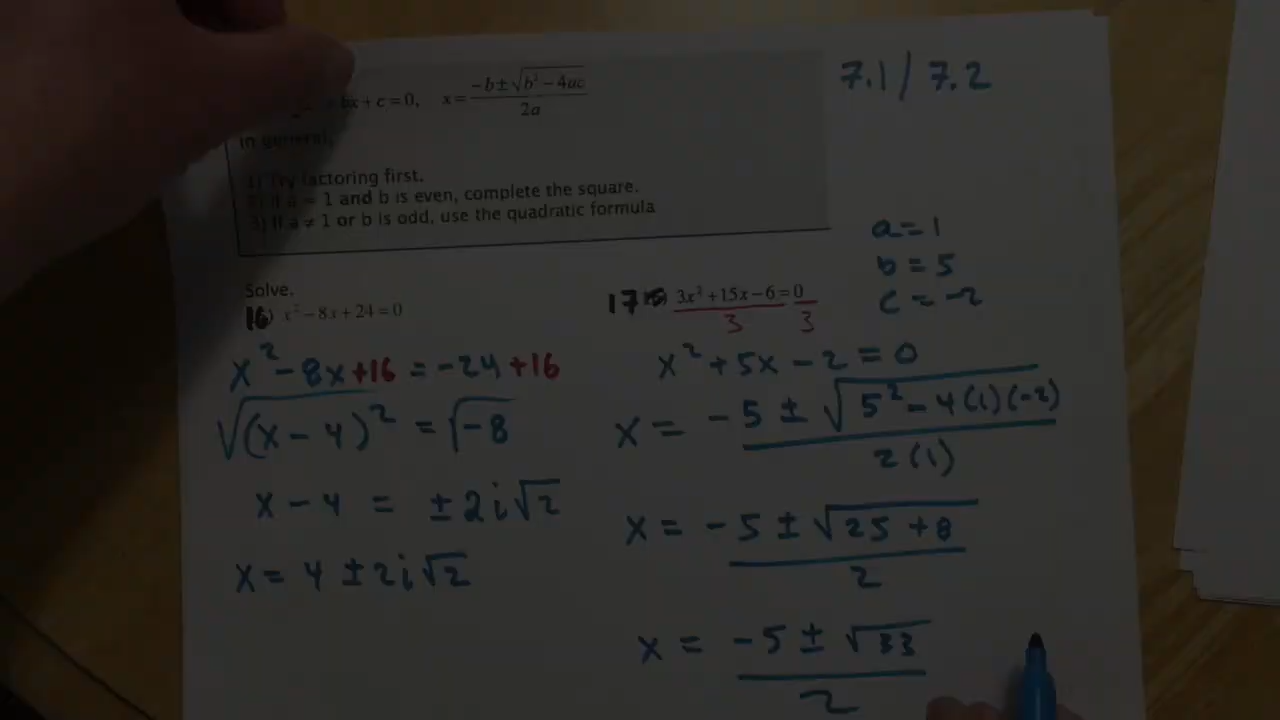 bx + c = 0, x = (-b ± √(b² - 4ac)) / 2a
7.1 / 7.2
in general,
1) Try factoring first.
2) If a = 1 and b is even, complete the square.
3) If a ≠ 1 or b is odd, use the quadratic formula
Solve.
16) x² - 8x + 24 = 0
x² - 8x + 16 = -24 + 16
√(x - 4)² = √-8
x - 4 = ± 2i√2
x = 4 ± 2i√2
17 ) 3x² + 15x - 6 = 0
3 3
a = 1
b = 5
c = -2
x² + 5x - 2 = 0
x = (-5 ± √(5² - 4(1)(-2))) / 2(1)
x = (-5 ± √(25 + 8)) / 2
x = (-5 ± √33) / 2